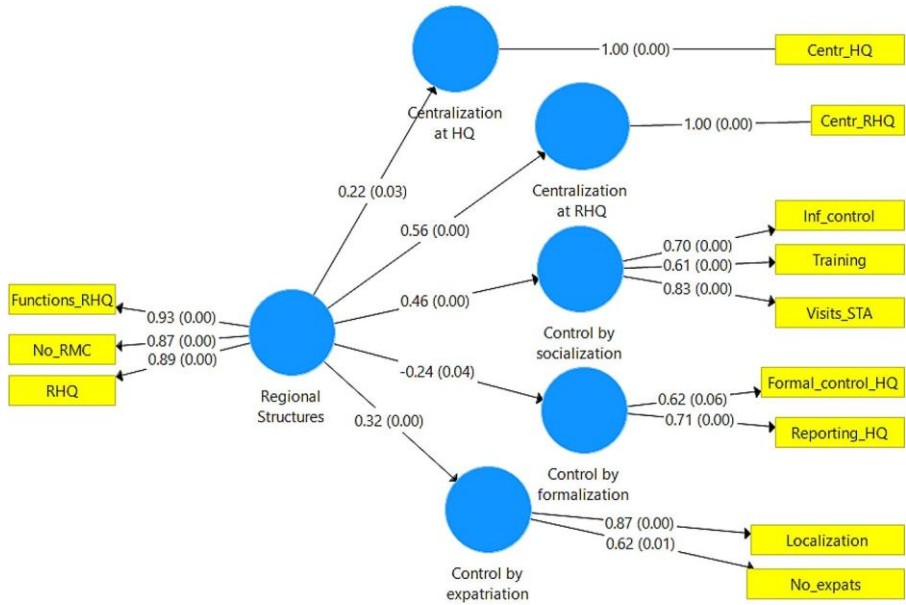 1.00 (0.00)
Centr_HQ
Centralization
at HQ
1.00 (0.00)
Centr_RHQ
0.22 (0.03)
Centralization
at RHQ
0.56 (0.00)
Inf_control
0.70 (0.00)
0.61 (0.00)
Training
0.83 (0.00)
Visits_STA
Functions_RHQ
0.93 (0.00)
0.46 (0.00)
No_RMC
0.87 (0.00)
Control by
socialization
RHQ
0.89 (0.00)
Regional
Structures
-0.24 (0.04)
Formal_control_HQ
0.62 (0.06)
0.71 (0.00)
Reporting_HQ
0.32 (0.00)
Control by
formalization
0.87 (0.00)
Localization
0.62 (0.01)
No_expats
Control by
expatriation